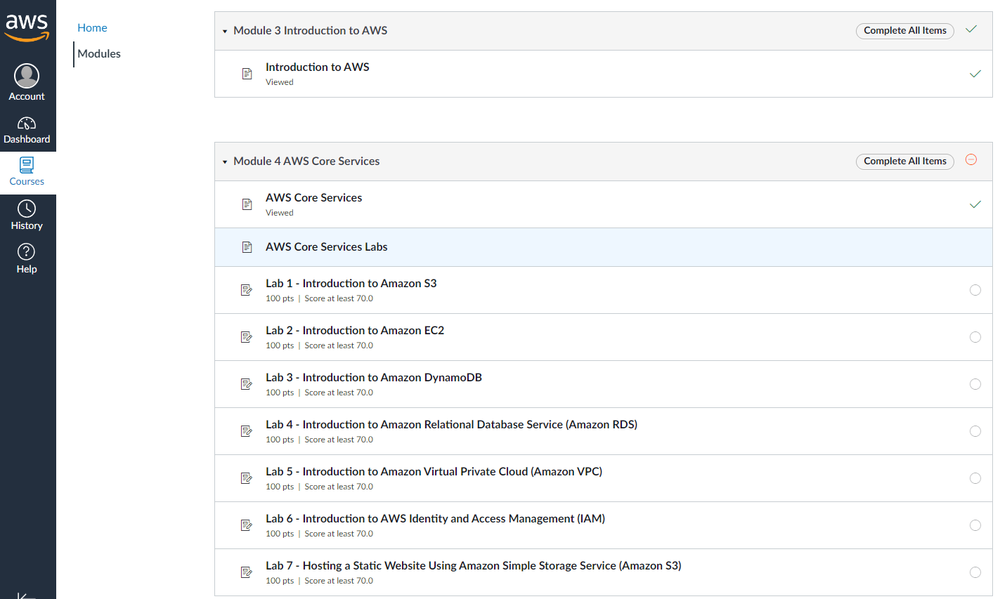 aws
Account
Dashboard
Courses
History
Help
Home
Modules
Module 3 Introduction to AWS
Complete All Items
Introduction to AWS
Viewed
Module 4 AWS Core Services
Complete All Items
AWS Core Services
Viewed
AWS Core Services Labs
Lab 1 - Introduction to Amazon S3
100 pts | Score at least 70.0
Lab 2 - Introduction to Amazon EC2
100 pts | Score at least 70.0
Lab 3 - Introduction to Amazon DynamoDB
100 pts | Score at least 70.0
Lab 4 - Introduction to Amazon Relational Database Service (Amazon RDS)
100 pts | Score at least 70.0
Lab 5 - Introduction to Amazon Virtual Private Cloud (Amazon VPC)
100 pts | Score at least 70.0
Lab 6 - Introduction to AWS Identity and Access Management (IAM)
100 pts | Score at least 70.0
Lab 7 - Hosting a Static Website Using Amazon Simple Storage Service (Amazon S3)
100 pts | Score at least 70.0